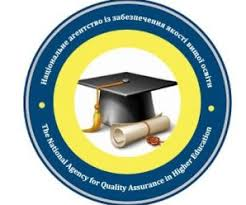 Національне агентство із забезпечення якості вищої освіти
The National Agency for Quality Assurance in Higher Education